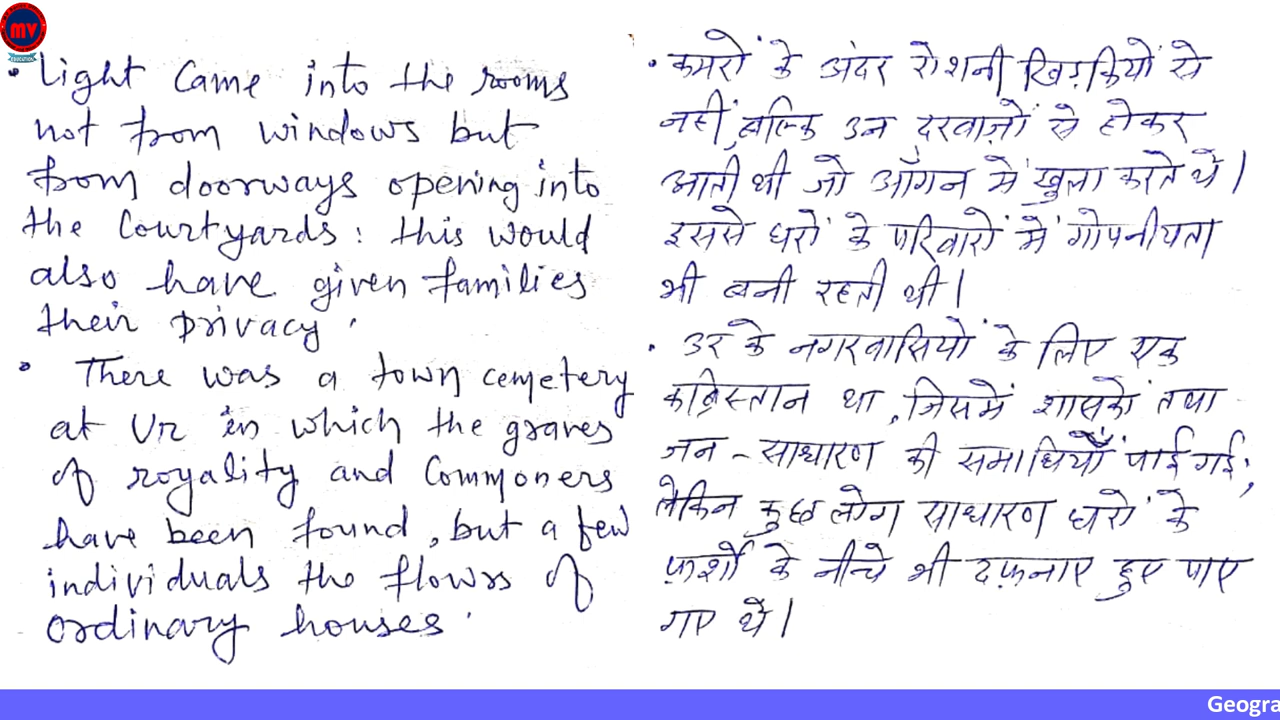 mv
EDUCATION
• Light Came into the rooms
not from windows but
from doorways opening into
the Courtyards: this would
also have given families
their privacy.
• There was a town cemetery
at Ur in which the graves
of royality and Commoners
have been found, but a few
individuals the flowrs of
ordinary houses.
• कमरों के अंदर रोशनी खिड़कियों से
नहीं, बल्कि उन दरवाज़ों से होकर
आती थी जो आँगन में खुला करते थे।
इससे घरों के परिवारों में गोपनीयता
भी बनी रहती थी।
• उर के नगरवासियों के लिए एक
कब्रिस्तान था, जिसमें शासकों तथा
जन-साधारण की समाधियाँ पाई गई;
लेकिन कुछ लोग साधारण घरों के
फ़र्शों के नीचे भी दफ़नाए हुए पाए
गए थे।
Geogra